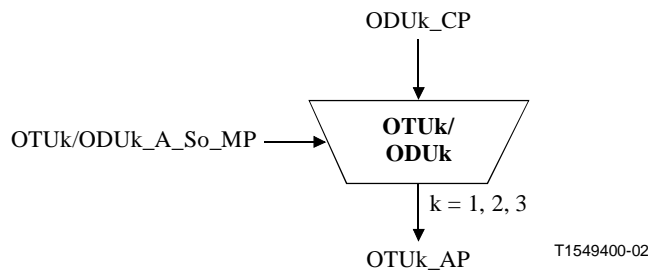 ODUk_CP
OTUk/ODUk_A_So_MP
OTUk/
ODUk
k = 1, 2, 3
OTUk_AP
T1549400-02